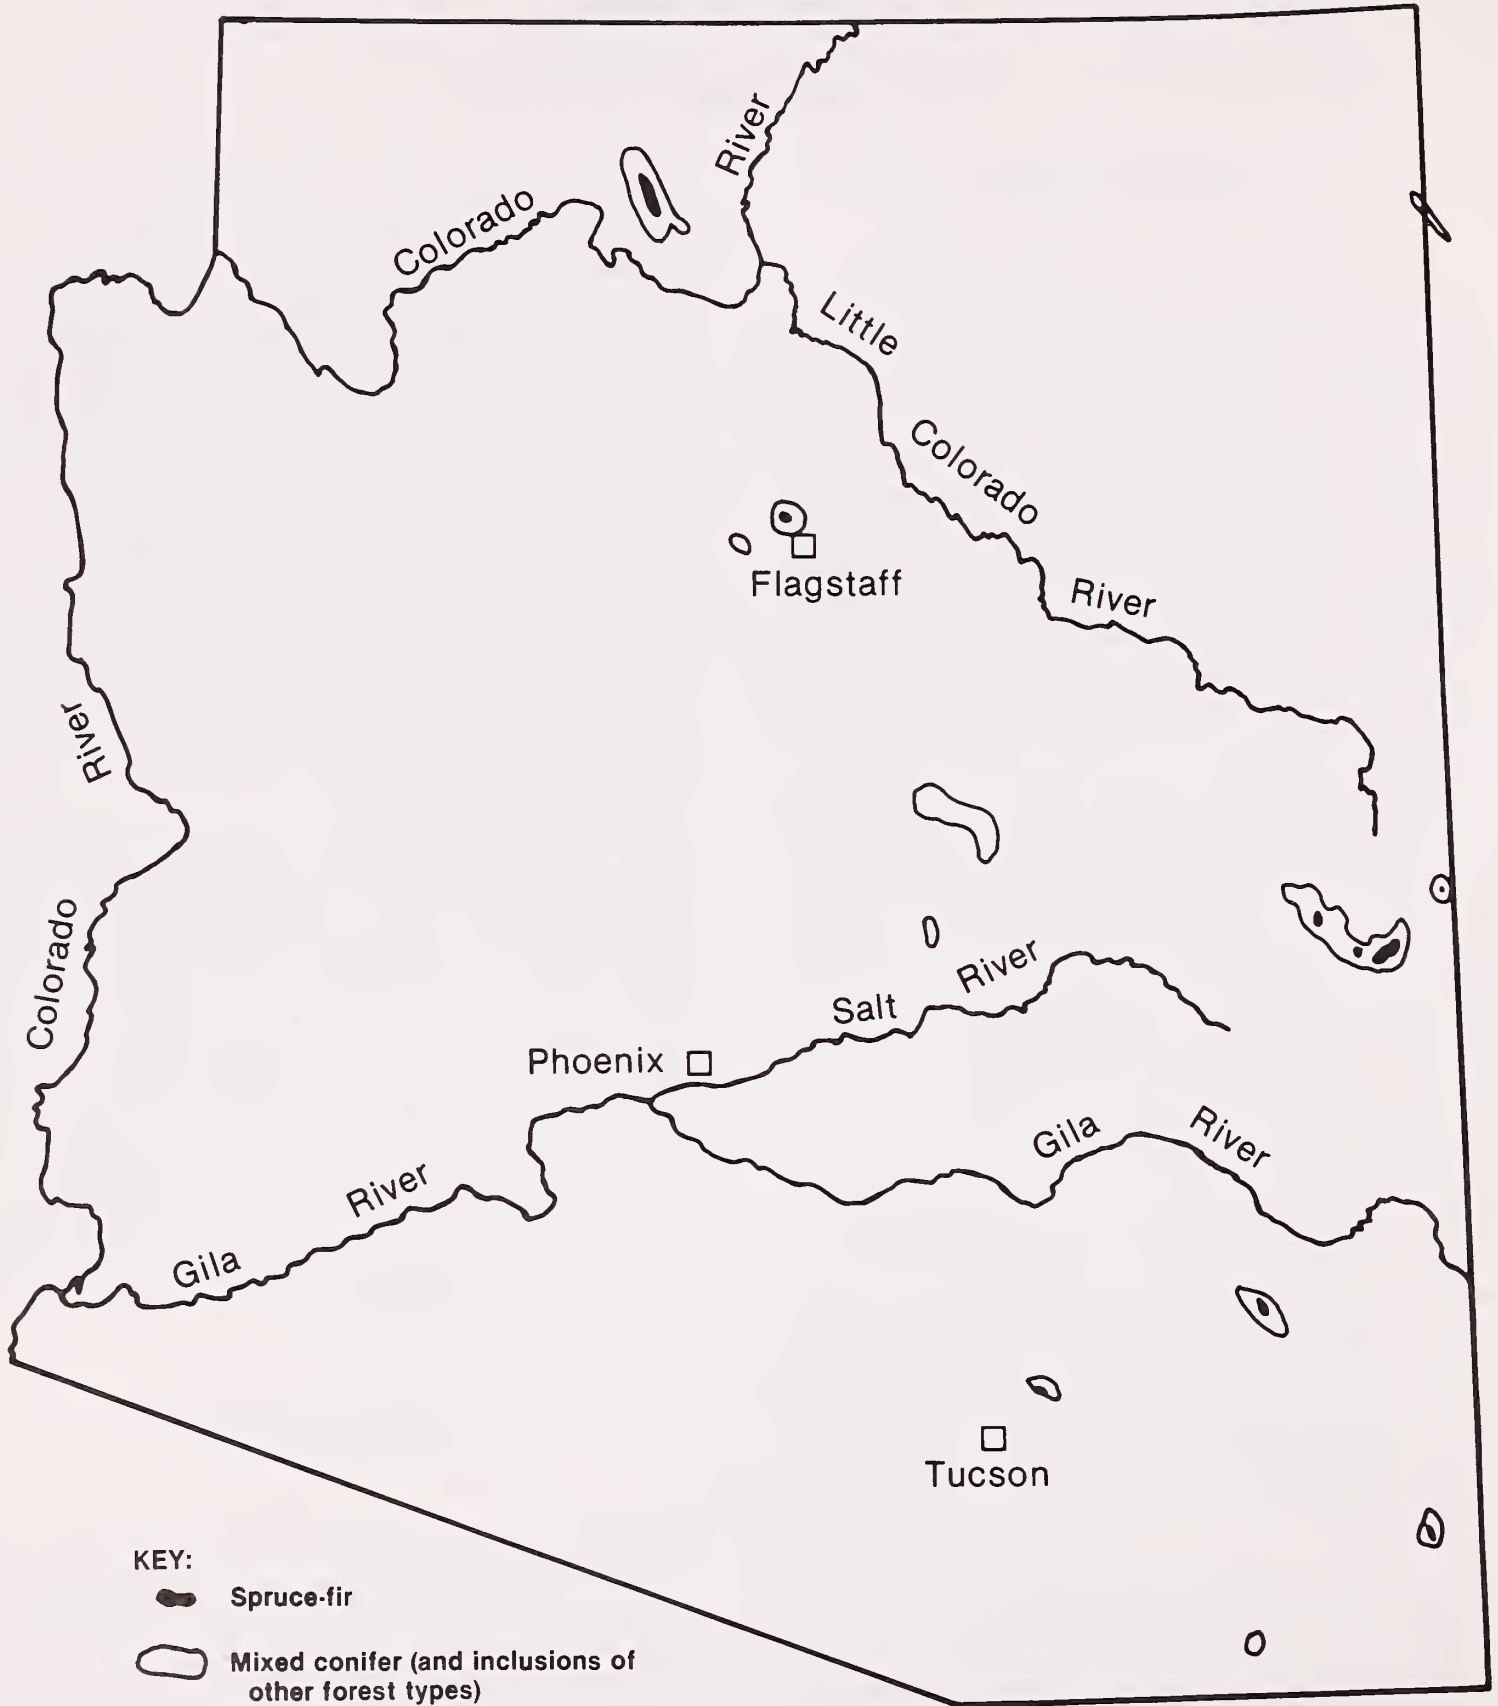 River
Colorado
Little
Colorado
River
Flagstaff
River
Colorado
Salt
River
Phoenix
Gila
River
River
Gila
Tucson
KEY:
Spruce-fir
Mixed conifer (and inclusions of
other forest types)